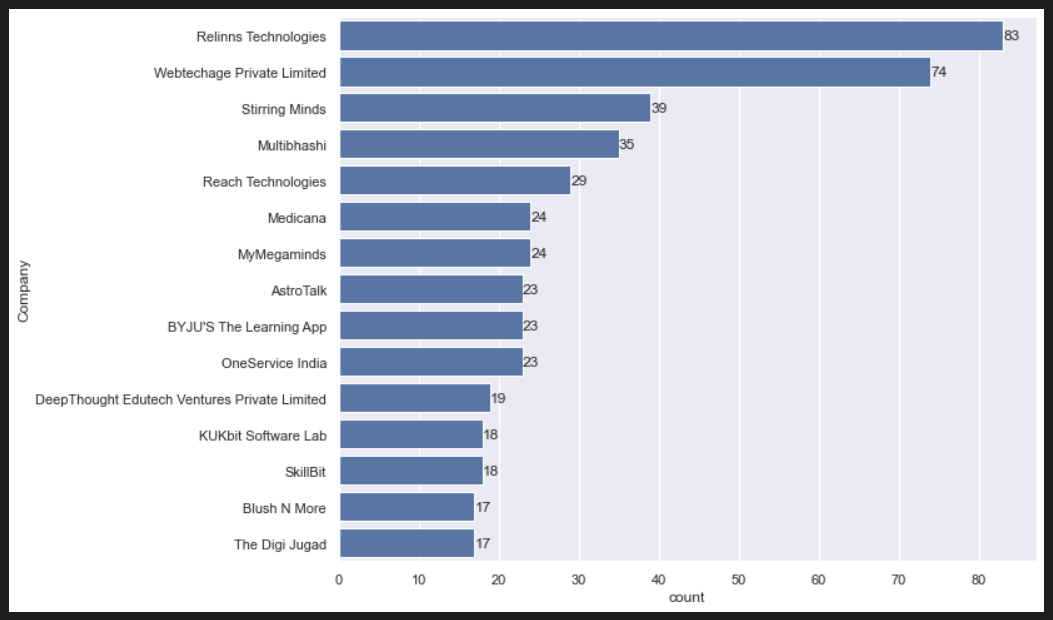 Relinns Technologies 83
Webtechage Private Limited 74
Stirring Minds 39
Multibhashi 35
Reach Technologies 29
Medicana 24
MyMegaminds 24
AstroTalk 23
BYJU'S The Learning App 23
OneService India 23
DeepThought Edutech Ventures Private Limited 19
KUKbit Software Lab 18
SkillBit 18
Blush N More 17
The Digi Jugad 17
Company
0 10 20 30 40 50 60 70 80
count